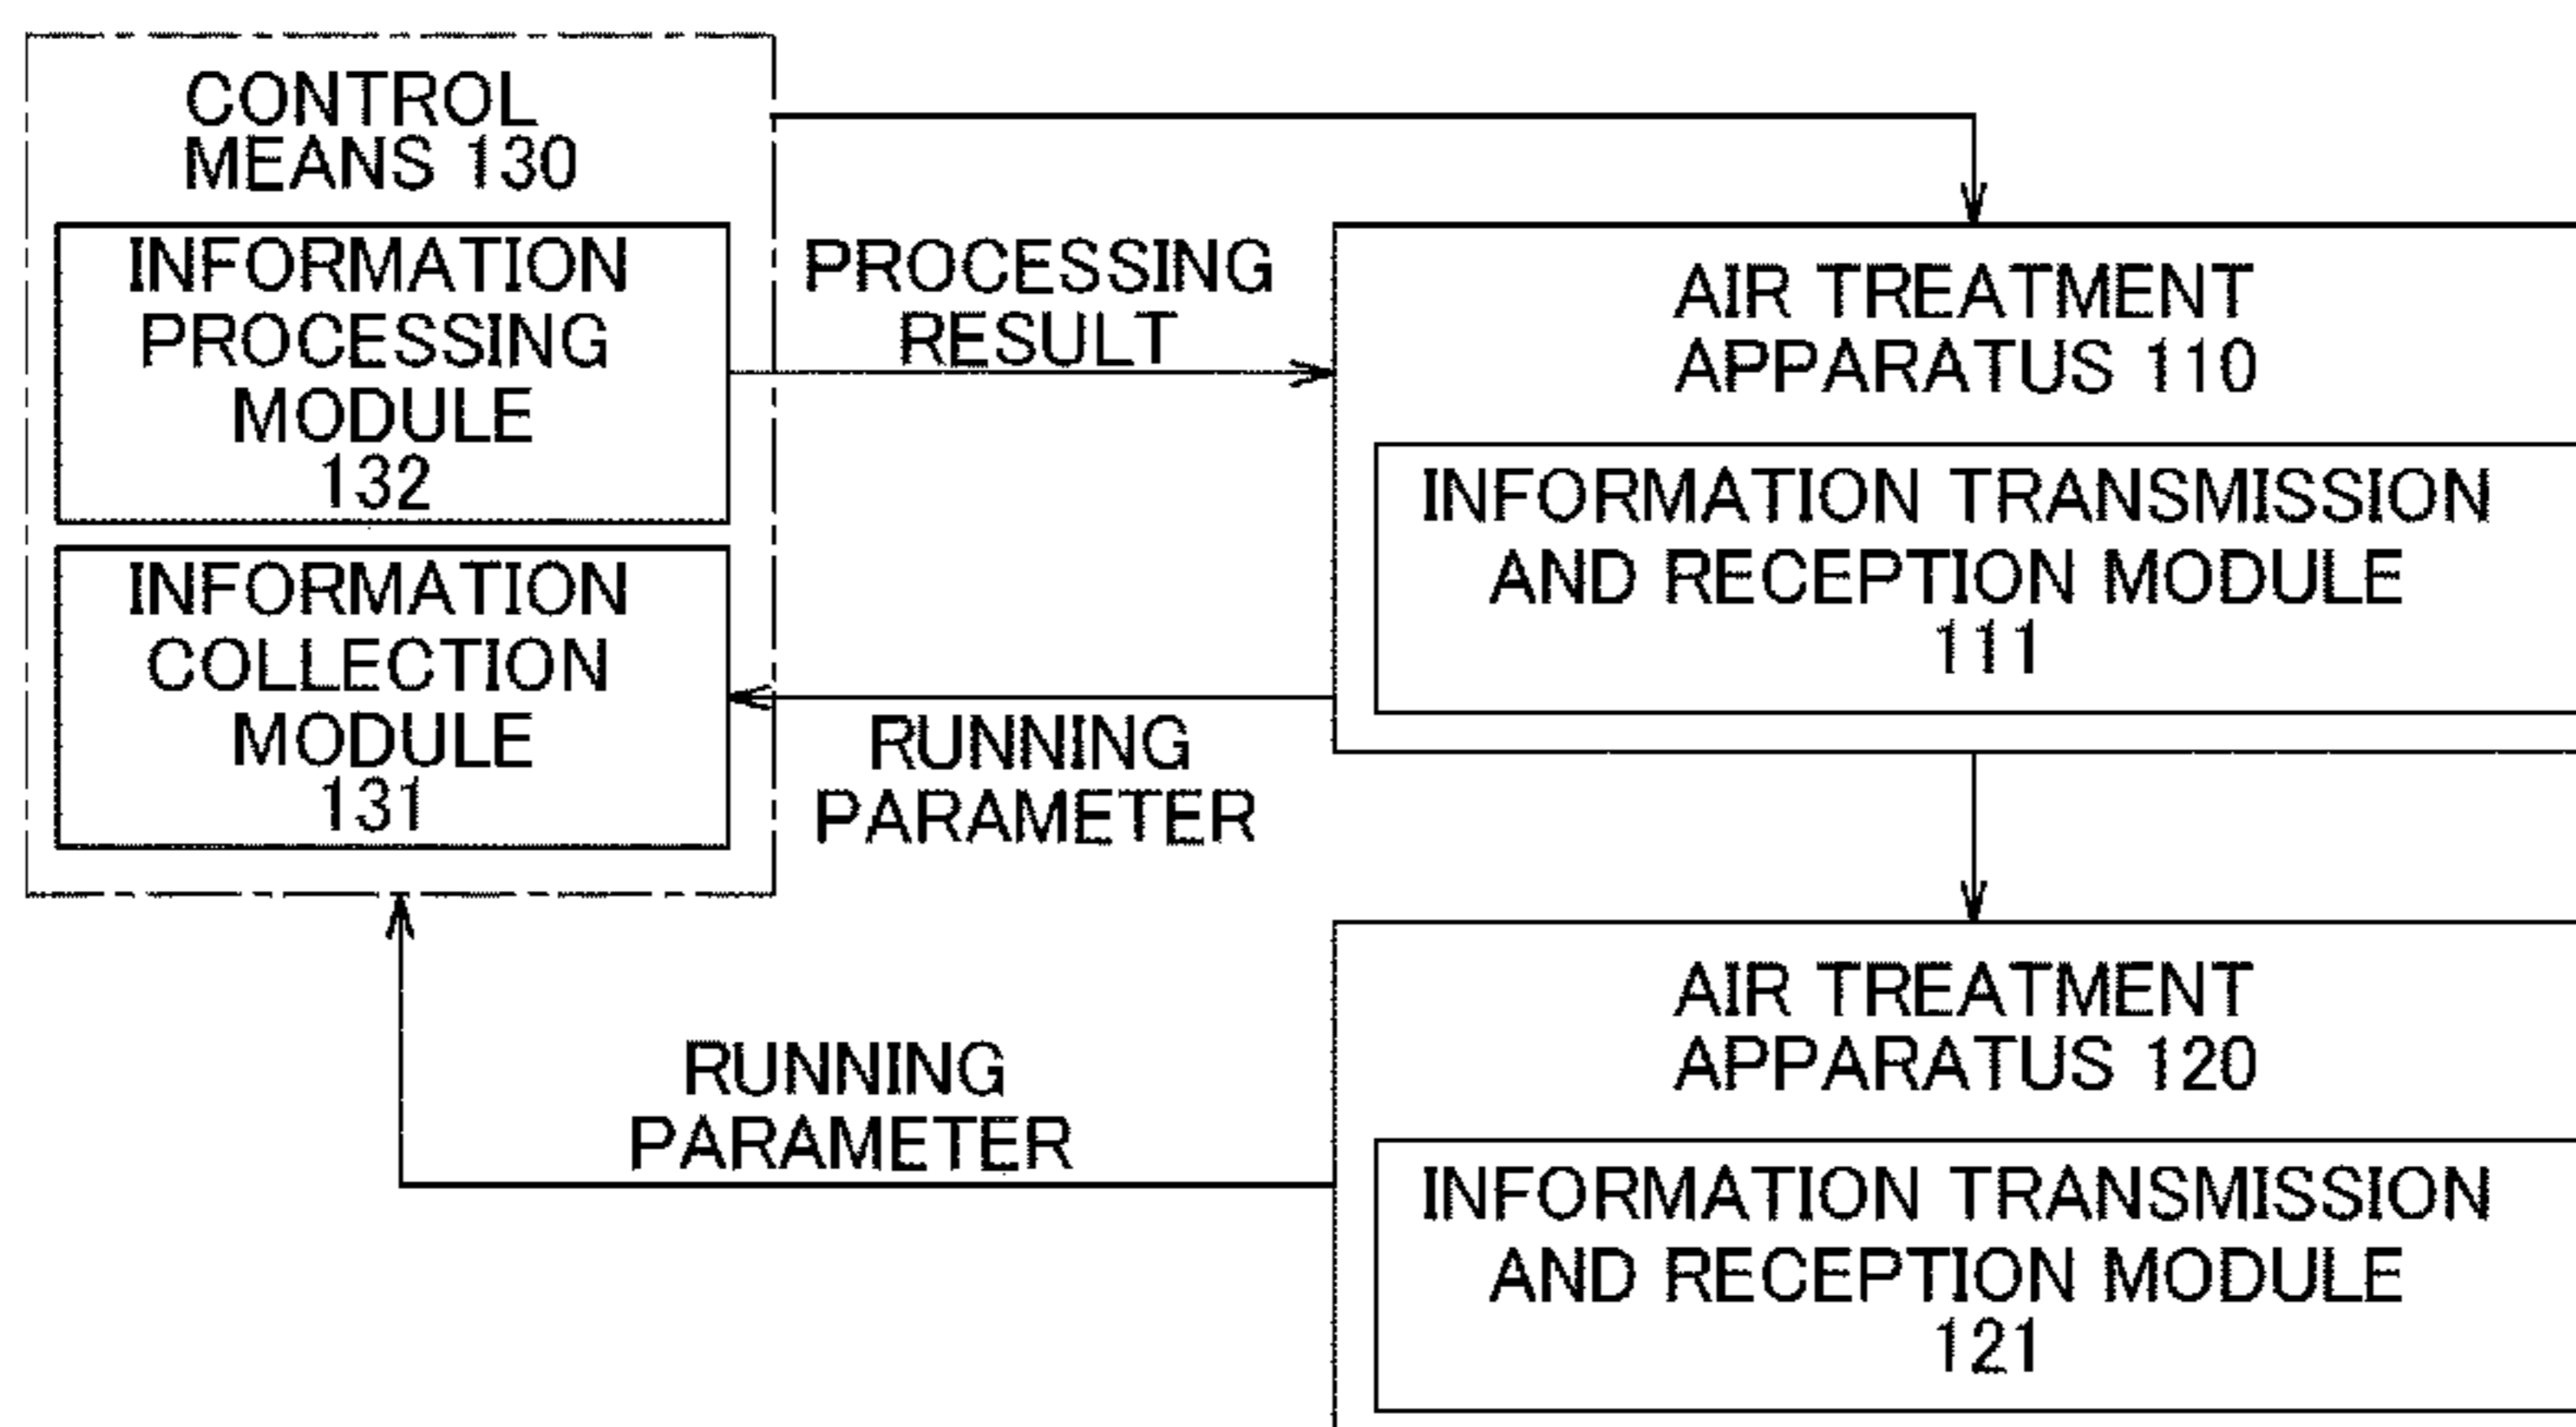 CONTROL
MEANS 130
INFORMATION
PROCESSING
MODULE
132
INFORMATION
COLLECTION
MODULE
131
PROCESSING
RESULT
RUNNING
PARAMETER
RUNNING
PARAMETER
AIR TREATMENT
APPARATUS 110
INFORMATION TRANSMISSION
AND RECEPTION MODULE
111
AIR TREATMENT
APPARATUS 120
INFORMATION TRANSMISSION
AND RECEPTION MODULE
121